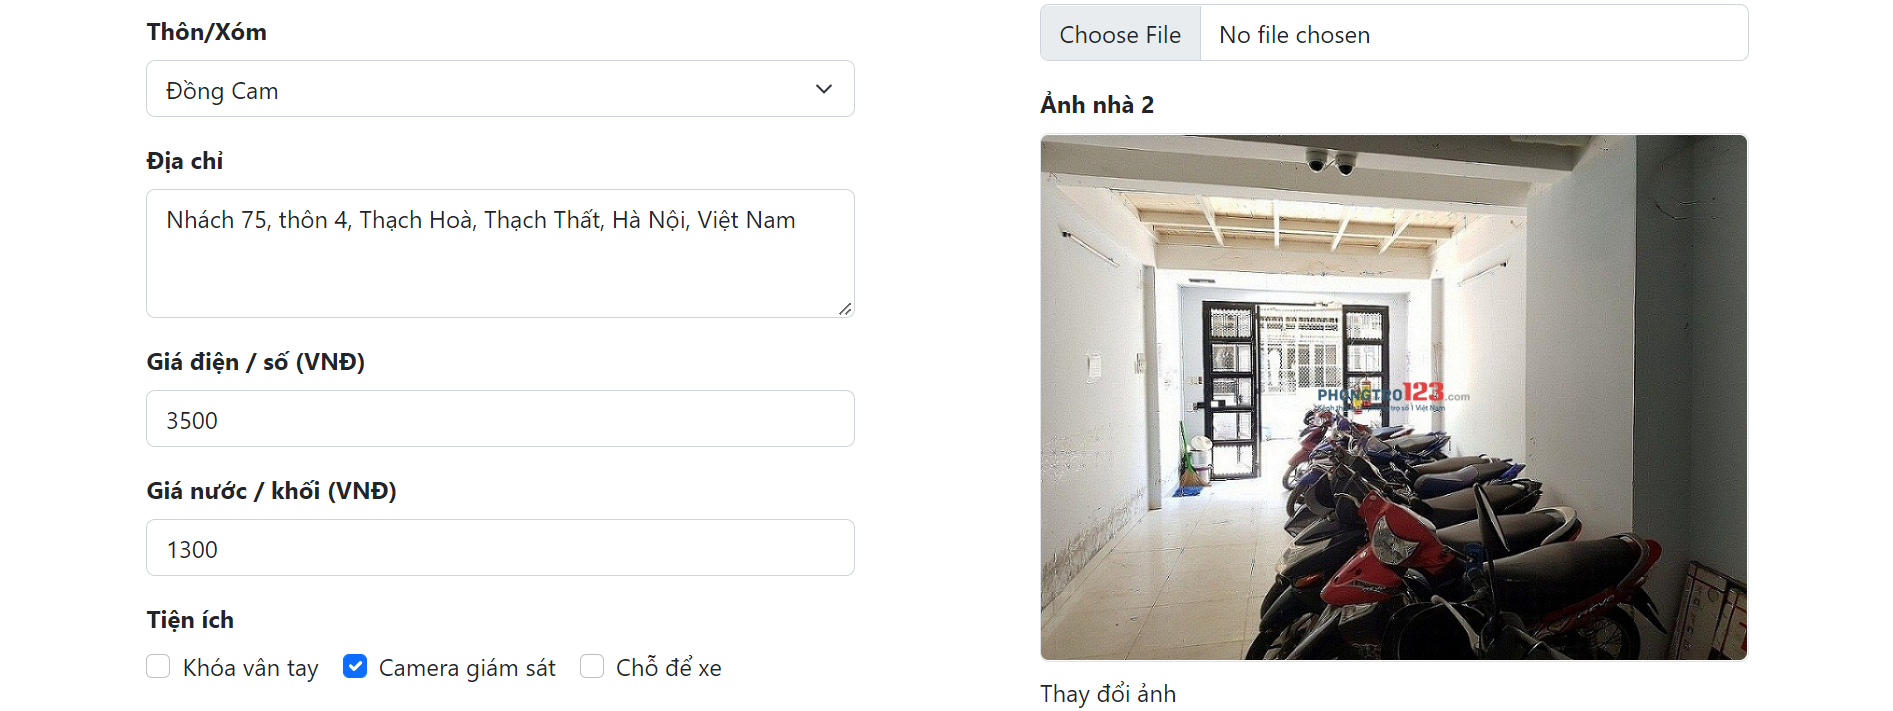 Thôn/Xóm
Đồng Cam
Địa chỉ
Nhách 75, thôn 4, Thạch Hoà, Thạch Thất, Hà Nội, Việt Nam
Giá điện / số (VNĐ)
3500
Giá nước / khối (VNĐ)
1300
Tiện ích
Khóa vân tay
Camera giám sát
Chỗ để xe
Choose File
No file chosen
Ảnh nhà 2
PHONGTRO123.com
Thay đổi ảnh